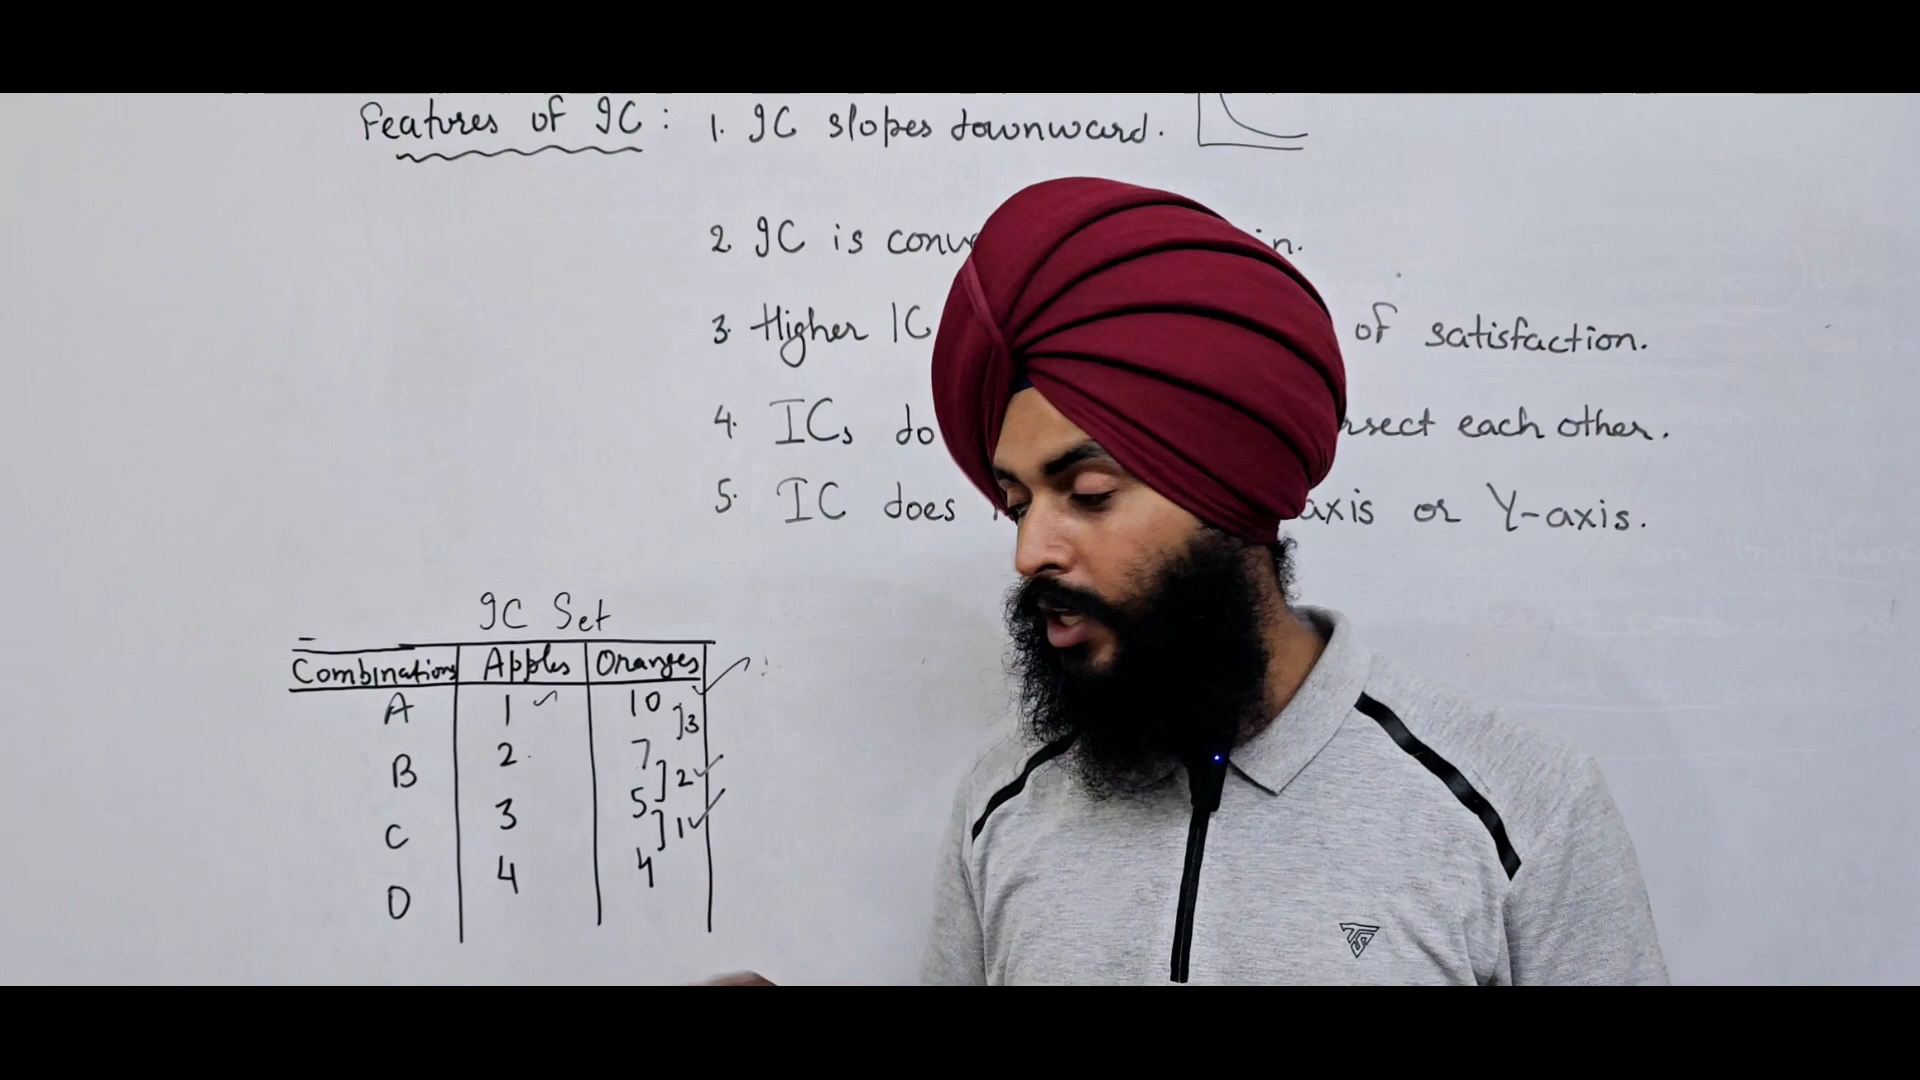 Features of IC : 1. IC slopes downward.
2 IC is
3. Higher IC of satisfaction.
4. ICs do each other.
5. IC does axis or Y-axis.
IC Set
Combinations Apples Oranges
A 1 10
]3
B 2 7
]2
C 3 5
]1
D 4 4